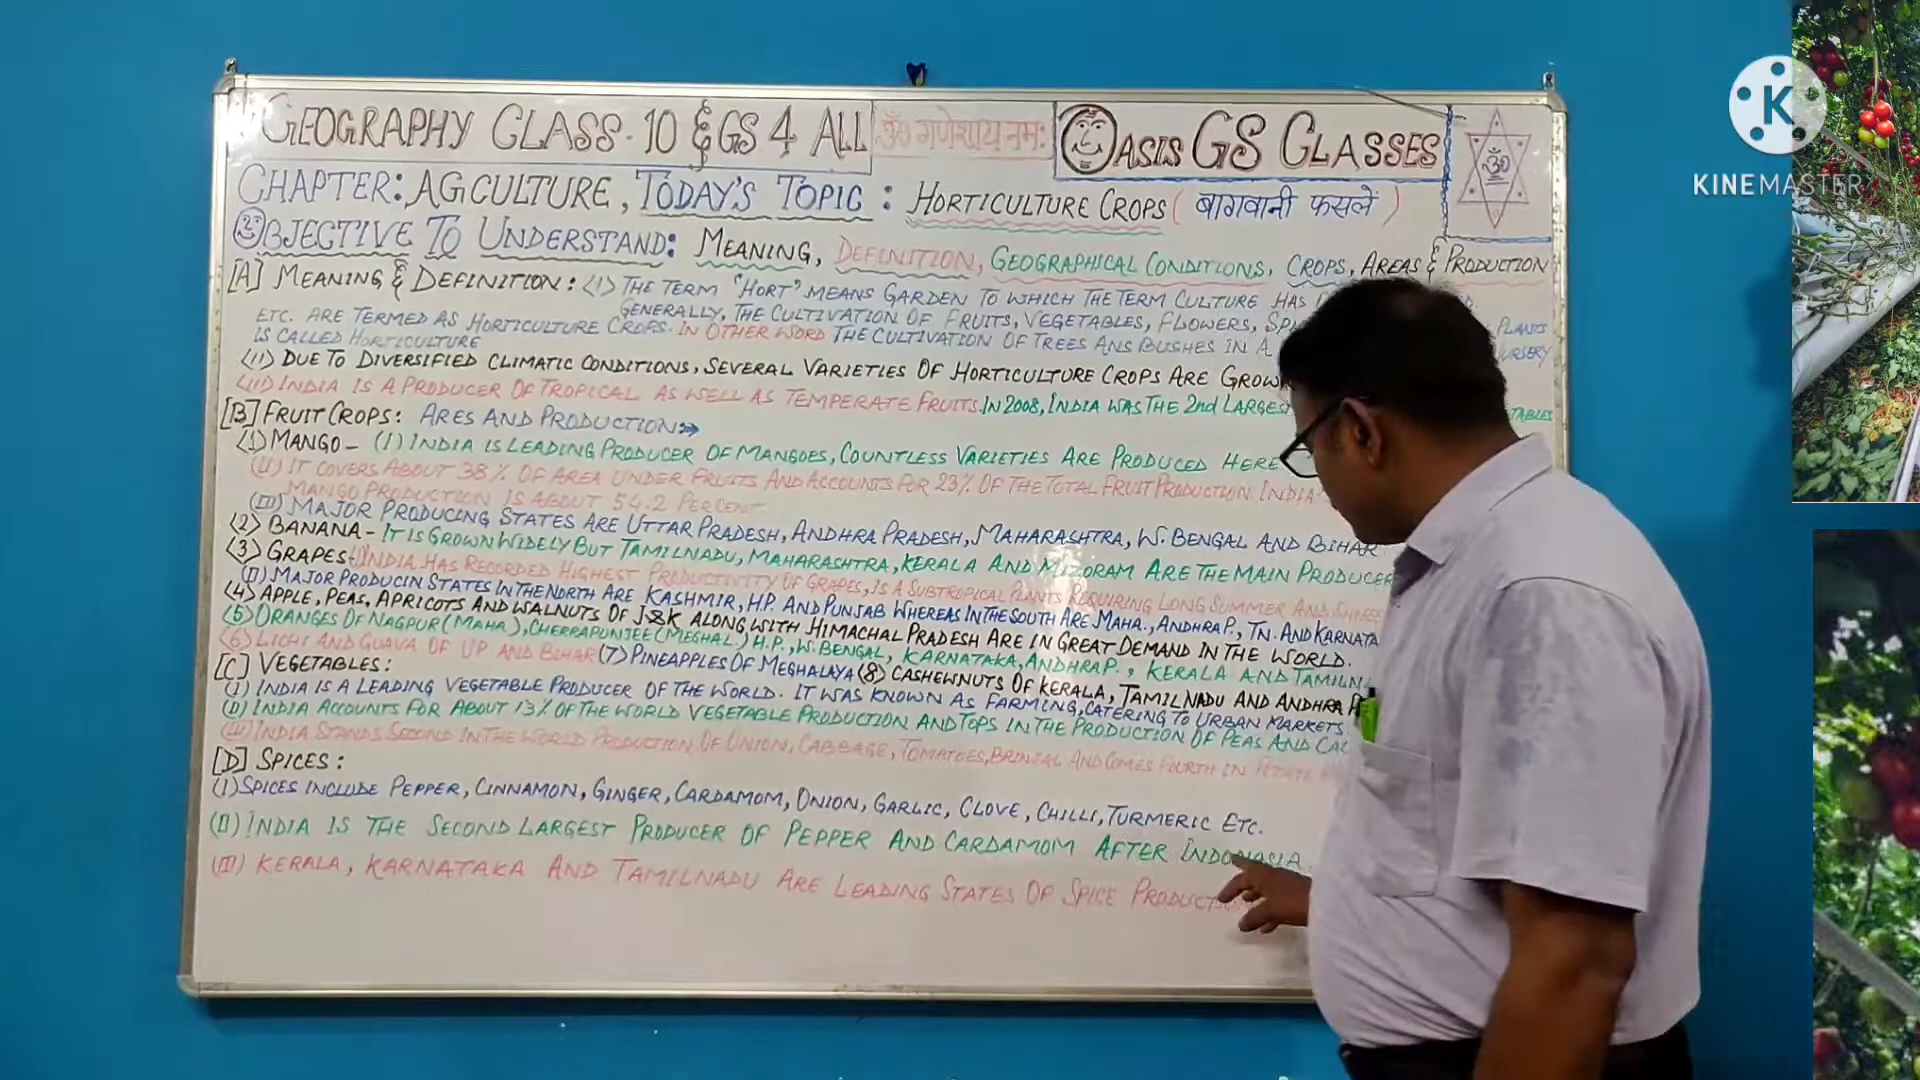 GEOGRAPHY CLASS-10 & GS 4 ALL
ॐ गणेशाय नमः
OASIS GS CLASSES
ॐ
CHAPTER: AGICULTURE, TODAY'S TOPIC: HORTICULTURE CROPS (बागवानी फसलें)
OBJECTIVE TO UNDERSTAND: MEANING, DEFINITION, GEOGRAPHICAL CONDITIONS, CROPS, AREAS & PRODUCTION
[A] MEANING & DEFINITION: (I) THE TERM "HORT" MEANS GARDEN TO WHICH THE TERM CULTURE HAS
GENERALLY, THE CULTIVATION OF FRUITS, VEGETABLES, FLOWERS, PLANTS
ETC. ARE TERMED AS HORTICULTURE CROPS. IN OTHER WORD THE CULTIVATION OF TREES ANS BUSHES IN A
IS CALLED HORTICULTURE
(II) DUE TO DIVERSIFIED CLIMATIC CONDITIONS, SEVERAL VARIETIES OF HORTICULTURE CROPS ARE
(III) INDIA IS A PRODUCER OF TROPICAL AS WELL AS TEMPERATE FRUITS. IN 2008, INDIA WAS THE 2nd LARGEST
[B] FRUIT CROPS: ARES AND PRODUCTION
(1) MANGO - (I) INDIA IS LEADING PRODUCER OF MANGOES, COUNTLESS VARIETIES ARE PRODUCED HERE
(II) IT COVERS ABOUT 38% OF AREA UNDER FRUITS AND ACCOUNTS FOR 23% OF THE TOTAL FRUIT PRODUCTION. INDIA
MANGO PRODUCTION IS ABOUT 54.2 PERCENT.
(III) MAJOR PRODUCING STATES ARE UTTAR PRADESH, ANDHRA PRADESH, MAHARASHTRA, W. BENGAL AND BIHAR
(2) BANANA - IT IS GROWN WIDELY BUT TAMILNADU, MAHARASHTRA, KERALA AND MIZORAM ARE THE MAIN PRODUCER
(3) GRAPES - (I) INDIA HAS RECORDED HIGHEST PRODUCTIVITY OF GRAPES, IS A SUBTROPICAL PLANTS REQUIRING LONG SUMMER AND
(II) MAJOR PRODUCIN STATES IN THE NORTH ARE KASHMIR, H.P. AND PUNJAB WHEREAS IN THE SOUTH ARE MAHA., ANDHRA P., TN. AND KARNATA
(4) APPLE, PEAS, APRICOTS AND WALNUTS OF J&K ALONG WITH HIMACHAL PRADESH ARE IN GREAT DEMAND IN THE WORLD.
(5) ORANGES OF NAGPUR (MAHA), CHERRAPUNJEE (MEGHAL.) H.P., W. BENGAL, KARNATAKA, ANDHRA P., KERALA AND TAMILN
(6) LICHI AND GUAVA OF UP AND BIHAR (7) PINEAPPLES OF MEGHALAYA (8) CASHEWNUTS OF KERALA, TAMILNADU AND ANDHRA P
[C] VEGETABLES:
(I) INDIA IS A LEADING VEGETABLE PRODUCER OF THE WORLD. IT WAS KNOWN AS FARMING, CATERING TO URBAN MARKETS
(II) INDIA ACCOUNTS FOR ABOUT 13% OF THE WORLD VEGETABLE PRODUCTION AND TOPS IN THE PRODUCTION OF PEAS AND
(III) INDIA STANDS SECOND IN THE WORLD PRODUCTION OF ONION, CABBAGE, TOMATOES, BRINJAL AND COMES FOURTH IN
[D] SPICES:
(I) SPICES INCLUDE PEPPER, CINNAMON, GINGER, CARDAMOM, ONION, GARLIC, CLOVE, CHILLI, TURMERIC ETC.
(II) INDIA IS THE SECOND LARGEST PRODUCER OF PEPPER AND CARDAMOM AFTER INDONASIA.
(III) KERALA, KARNATAKA AND TAMILNADU ARE LEADING STATES OF SPICE
K
KINEMASTER